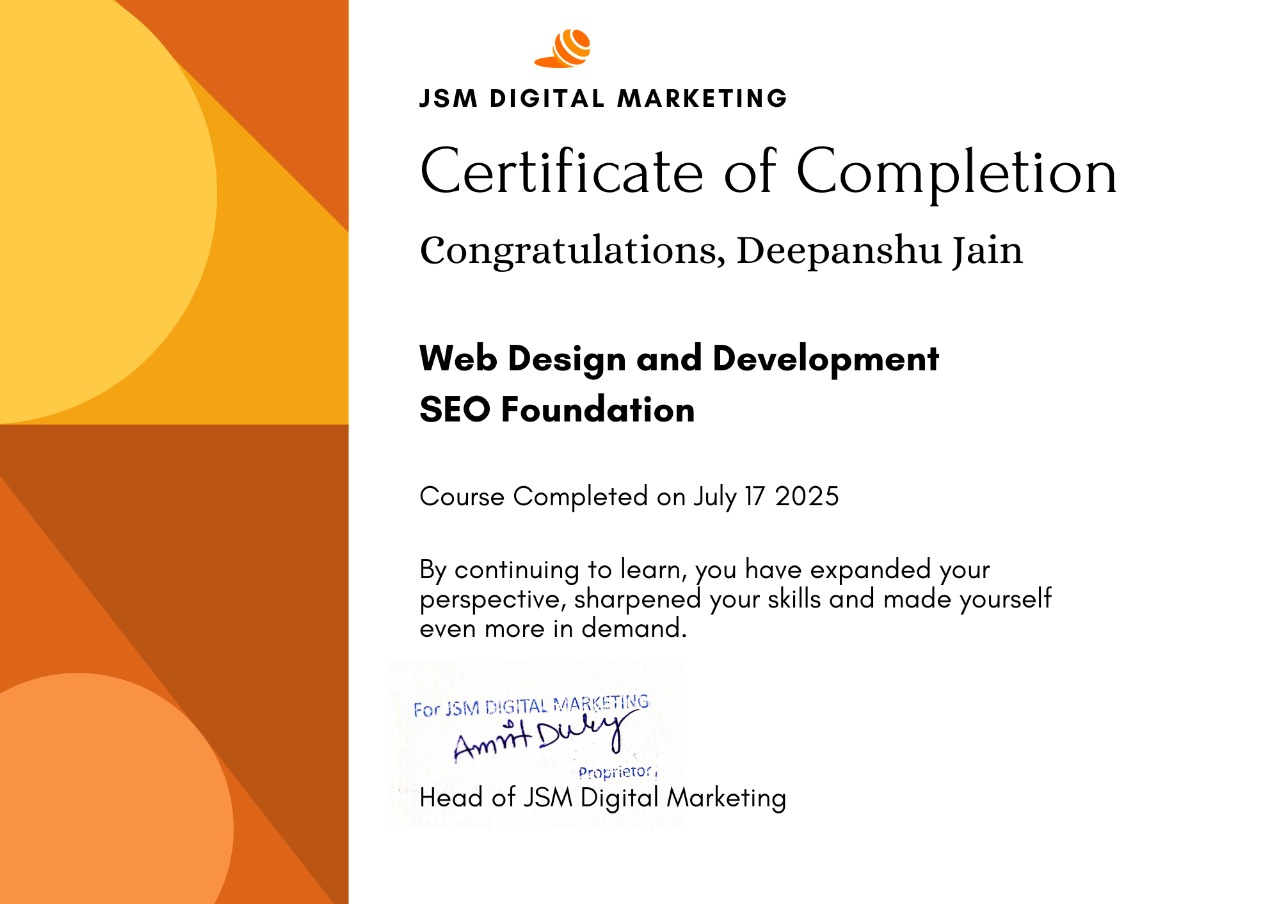 JSM DIGITAL MARKETING
Certificate of Completion
Congratulations, Deepanshu Jain
Web Design and Development
SEO Foundation
Course Completed on July 17 2025
By continuing to learn, you have expanded your
perspective, sharpened your skills and made yourself
even more in demand.
For JSM DIGITAL MARKETING
Proprietor
Head of JSM Digital Marketing